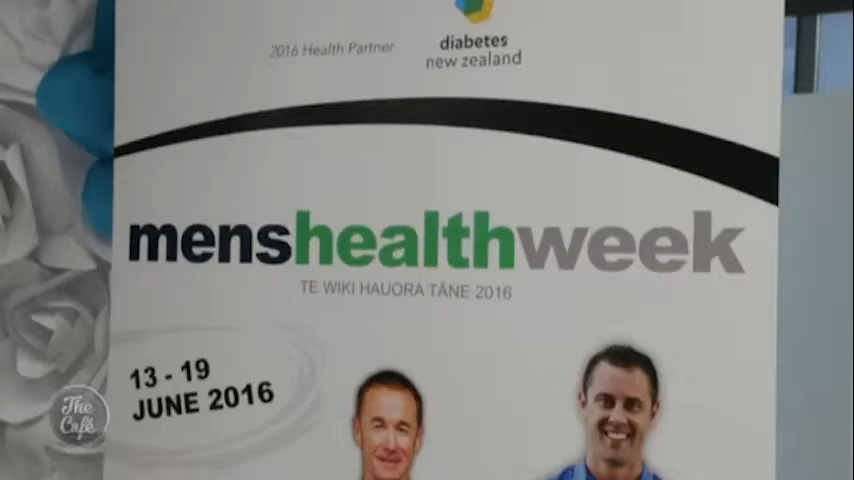 2016 Health Partner
diabetes
new zealand
menshealthweek
TE WIKI HAUORA TĀNE 2016
13 - 19
JUNE 2016
The
Café